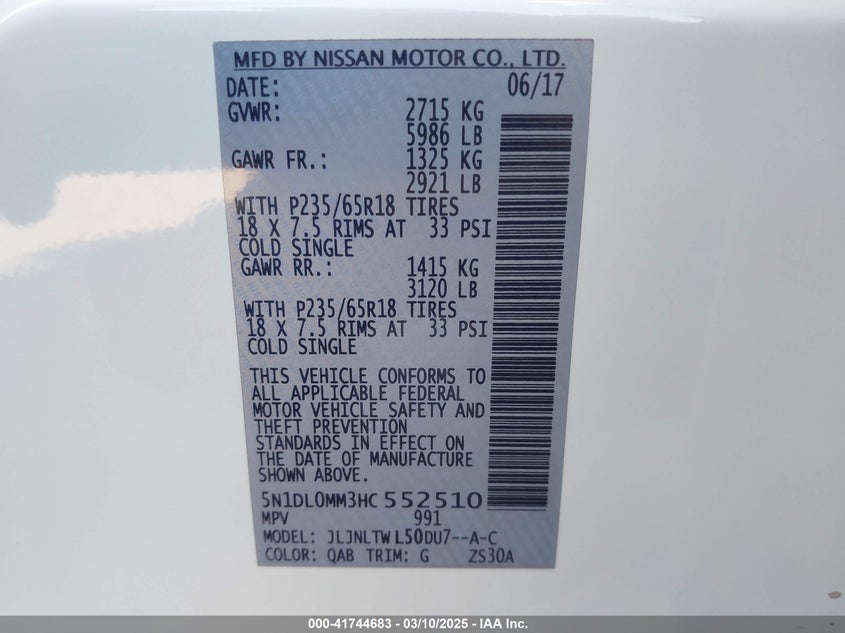 MFD BY NISSAN MOTOR CO., LTD.
DATE: 06/17
GVWR: 2715 KG
5986 LB
GAWR FR.: 1325 KG
2921 LB
WITH P235/65R18 TIRES
18 X 7.5 RIMS AT 33 PSI
COLD SINGLE
GAWR RR.: 1415 KG
3120 LB
WITH P235/65R18 TIRES
18 X 7.5 RIMS AT 33 PSI
COLD SINGLE
THIS VEHICLE CONFORMS TO
ALL APPLICABLE FEDERAL
MOTOR VEHICLE SAFETY AND
THEFT PREVENTION
STANDARDS IN EFFECT ON
THE DATE OF MANUFACTURE
SHOWN ABOVE.
5N1DL0MM3HC 552510
MPV 991
MODEL: JLJNLTW L50DU7--A-C
COLOR: QAB TRIM: G ZS30A
000-41744683 - 03/10/2025 - IAA Inc.